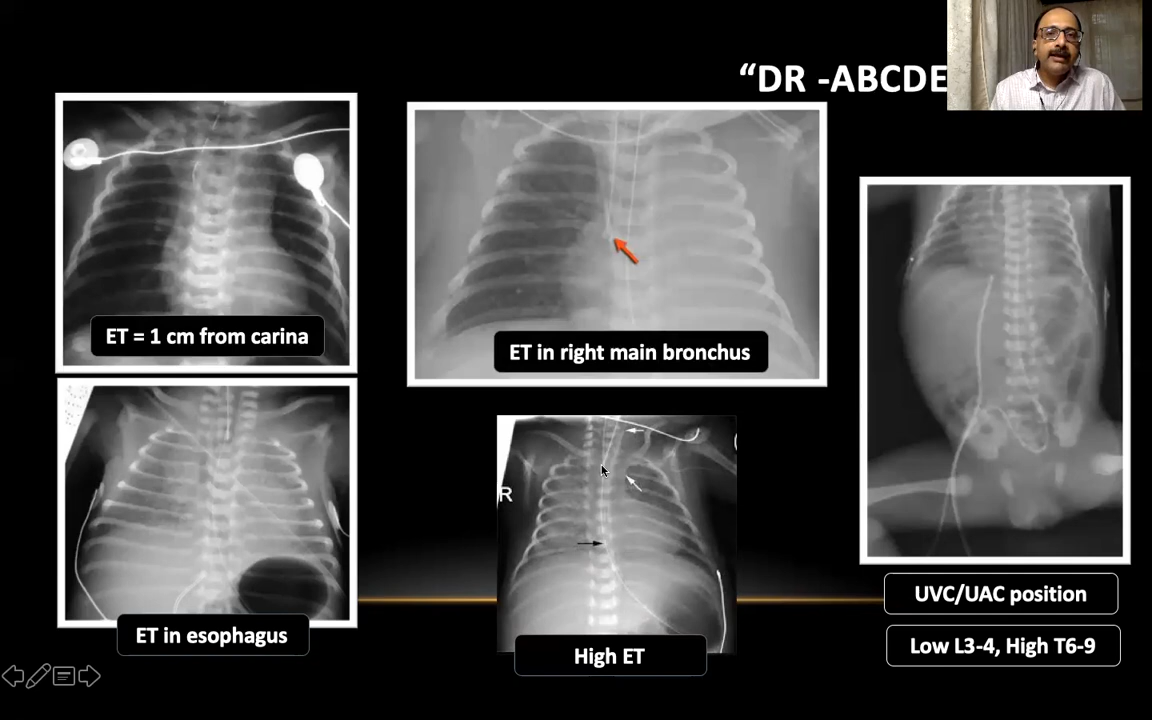 “DR -ABCDE
ET = 1 cm from carina
ET in right main bronchus
ET in esophagus
R
High ET
UVC/UAC position
Low L3-4, High T6-9